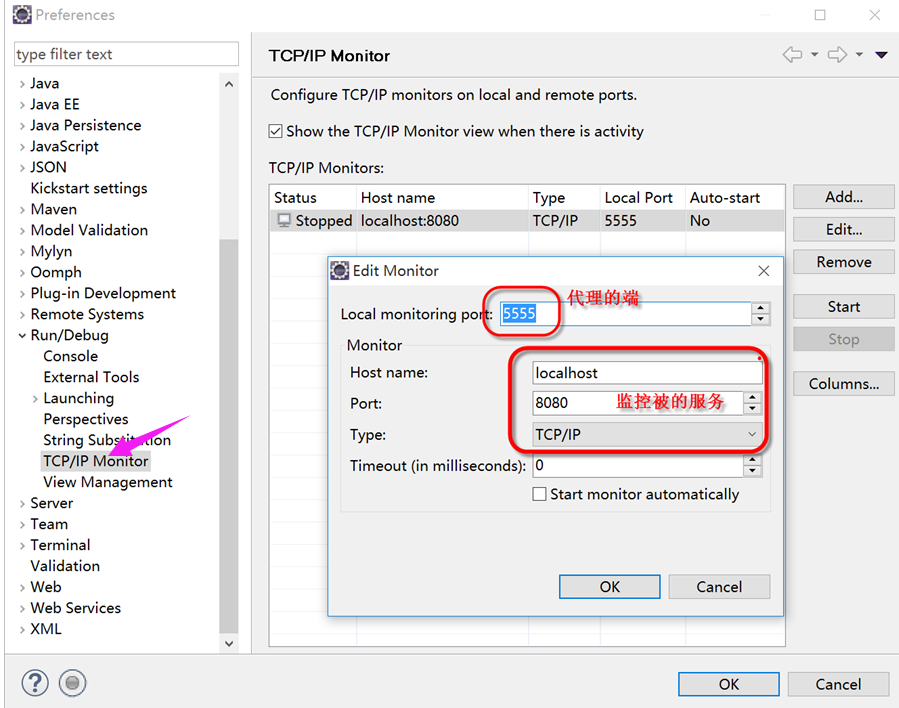 Preferences
type filter text
Java
Java EE
Java Persistence
JavaScript
JSON
Kickstart settings
Maven
Model Validation
Mylyn
Oomph
Plug-in Development
Remote Systems
Run/Debug
Console
External Tools
Launching
Perspectives
String Substitution
TCP/IP Monitor
View Management
Server
Team
Terminal
Validation
Web
Web Services
XML
TCP/IP Monitor
Configure TCP/IP monitors on local and remote ports.
Show the TCP/IP Monitor view when there is activity
TCP/IP Monitors:
Status Host name Type Local Port Auto-start
Stopped localhost:8080 TCP/IP 5555 No
Add...
Edit...
Remove
Start
Stop
Columns...
Edit Monitor
Local monitoring port: 5555 代理的端
Monitor
Host name: localhost
Port: 8080 监控被的服务
Type: TCP/IP
Timeout (in milliseconds): 0
Start monitor automatically
OK Cancel
OK Cancel